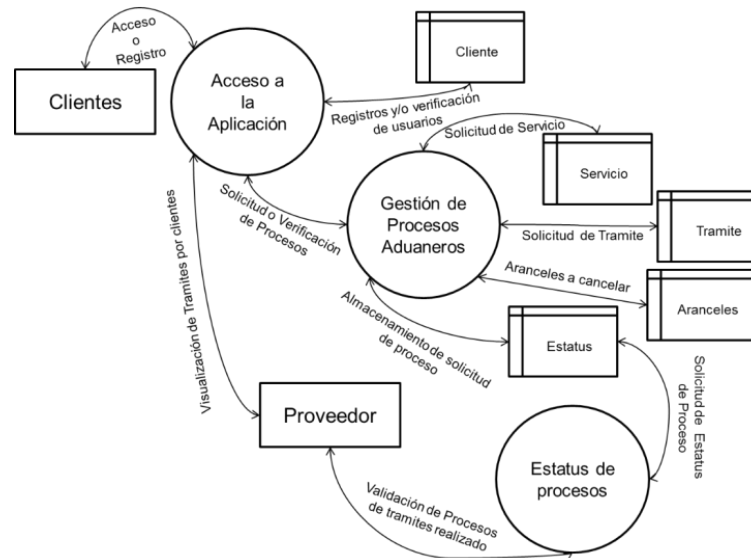 Acceso
o
Registro
Clientes
Acceso a
la
Aplicación
Cliente
Registros y/o verificación
de usuarios
Solicitud de Servicio
Servicio
Solicitud o Verificación
de Procesos
Gestión de
Procesos
Aduaneros
Solicitud de Tramite
Tramite
Aranceles a cancelar
Aranceles
Visualización de Tramites por clientes
Almacenamiento de solicitud
de proceso
Estatus
Solicitud de Estatus
de Proceso
Proveedor
Estatus de
procesos
Validación de Procesos
de tramites realizado